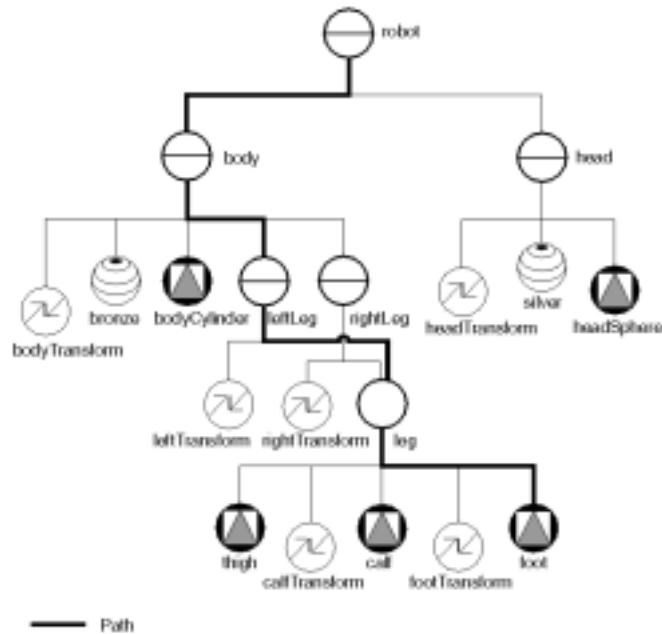 robot
body
head
bodyTransform
bronze
bodyCylinder
leftLeg
rightLeg
headTransform
silver
headSphere
leftTransform
rightTransform
leg
thigh
calfTransform
calf
footTransform
foot
Path